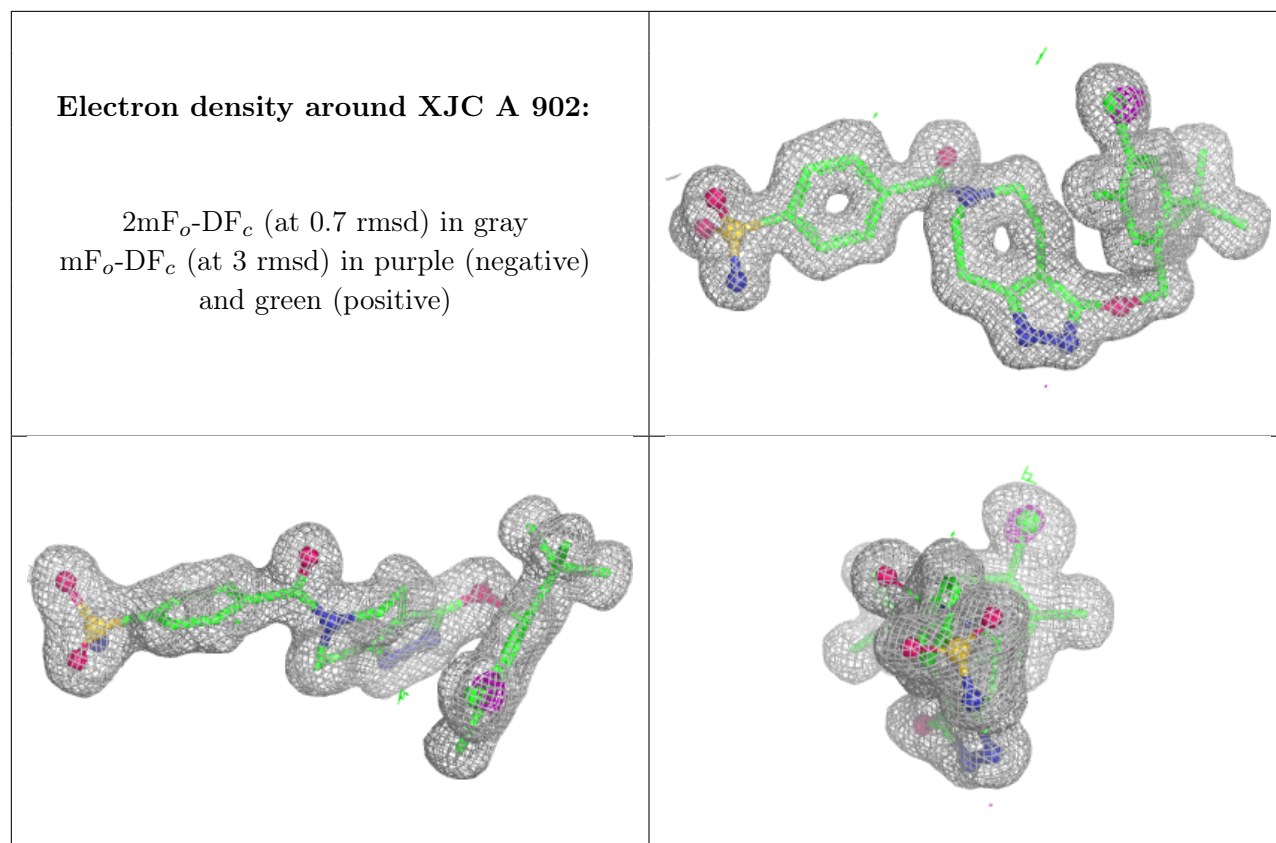 Electron density around XJC A 902:
2mFo-DFc (at 0.7 rmsd) in gray
mFo-DFc (at 3 rmsd) in purple (negative)
and green (positive)